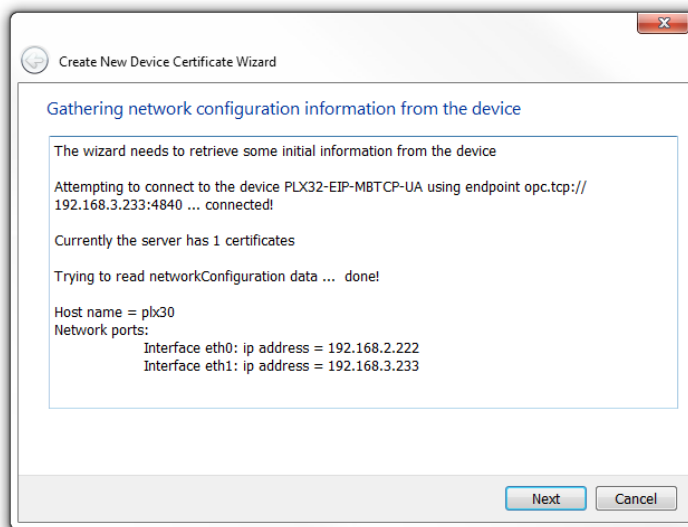 x
Create New Device Certificate Wizard
Gathering network configuration information from the device
The wizard needs to retrieve some initial information from the device
Attempting to connect to the device PLX32-EIP-MBTCP-UA using endpoint opc.tcp://
192.168.3.233:4840 ... connected!
Currently the server has 1 certificates
Trying to read networkConfiguration data ... done!
Host name = plx30
Network ports:
Interface eth0: ip address = 192.168.2.222
Interface eth1: ip address = 192.168.3.233
Next Cancel